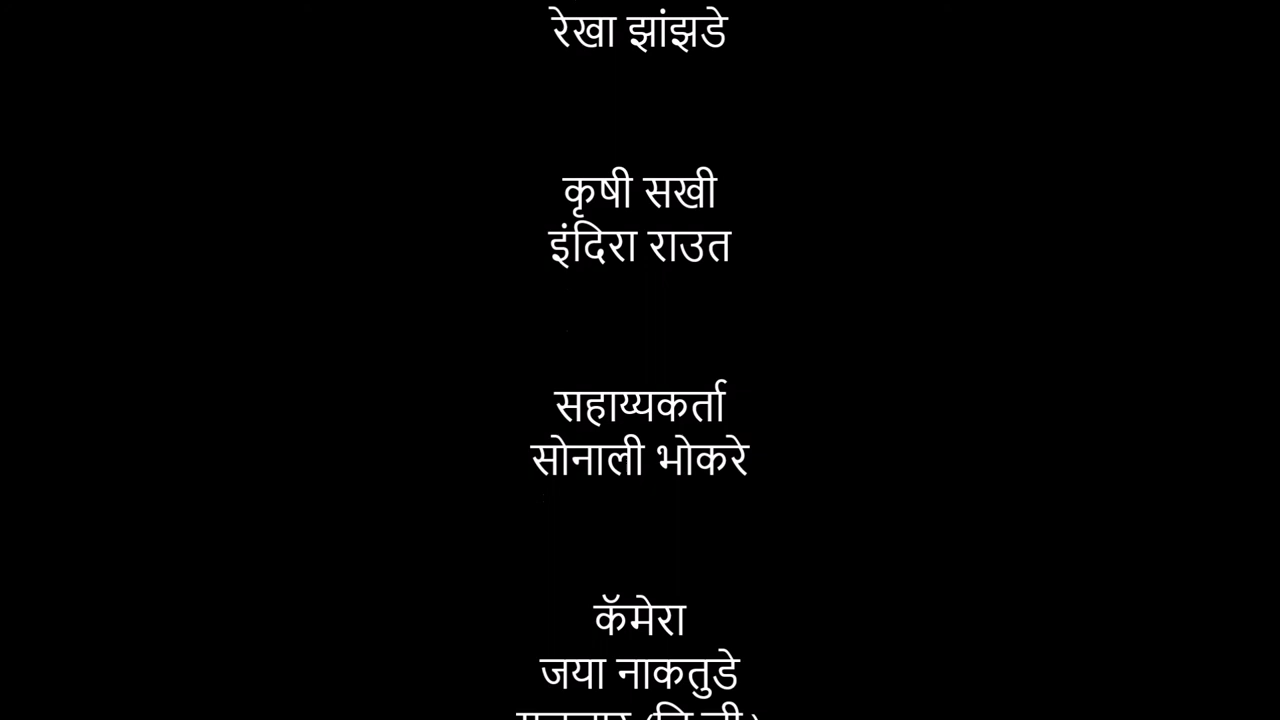 रेखा झांझडे
कृषी सखी
इंदिरा राउत
सहाय्यकर्ता
सोनाली भोकरे
कॅमेरा
जया नाकतुडे